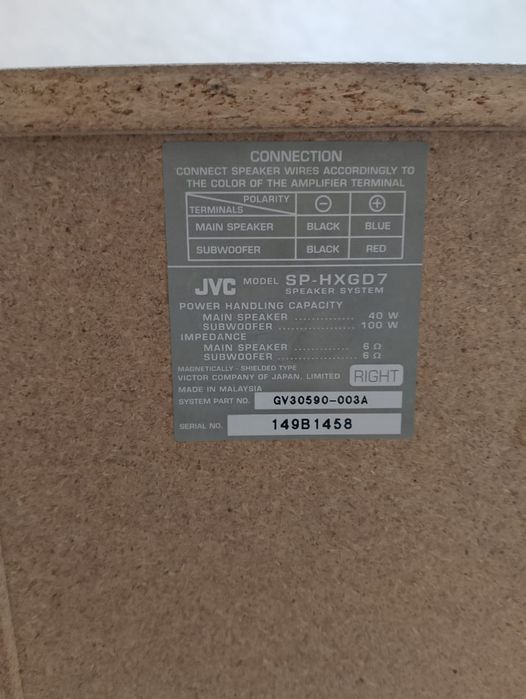 CONNECTION
CONNECT SPEAKER WIRES ACCORDINGLY TO
THE COLOR OF THE AMPLIFIER TERMINAL
POLARITY ⊖ ⊕
TERMINALS
MAIN SPEAKER BLACK BLUE
SUBWOOFER BLACK RED
JVC MODEL SP-HXGD7
SPEAKER SYSTEM
POWER HANDLING CAPACITY
MAIN SPEAKER .............. 40 W
SUBWOOFER .................. 100 W
IMPEDANCE
MAIN SPEAKER ............. 6 Ω
SUBWOOFER .................. 6 Ω
MAGNETICALLY - SHIELDED TYPE
VICTOR COMPANY OF JAPAN, LIMITED RIGHT
MADE IN MALAYSIA
SYSTEM PART NO. GV30590-003A
SERIAL NO. 149B1458